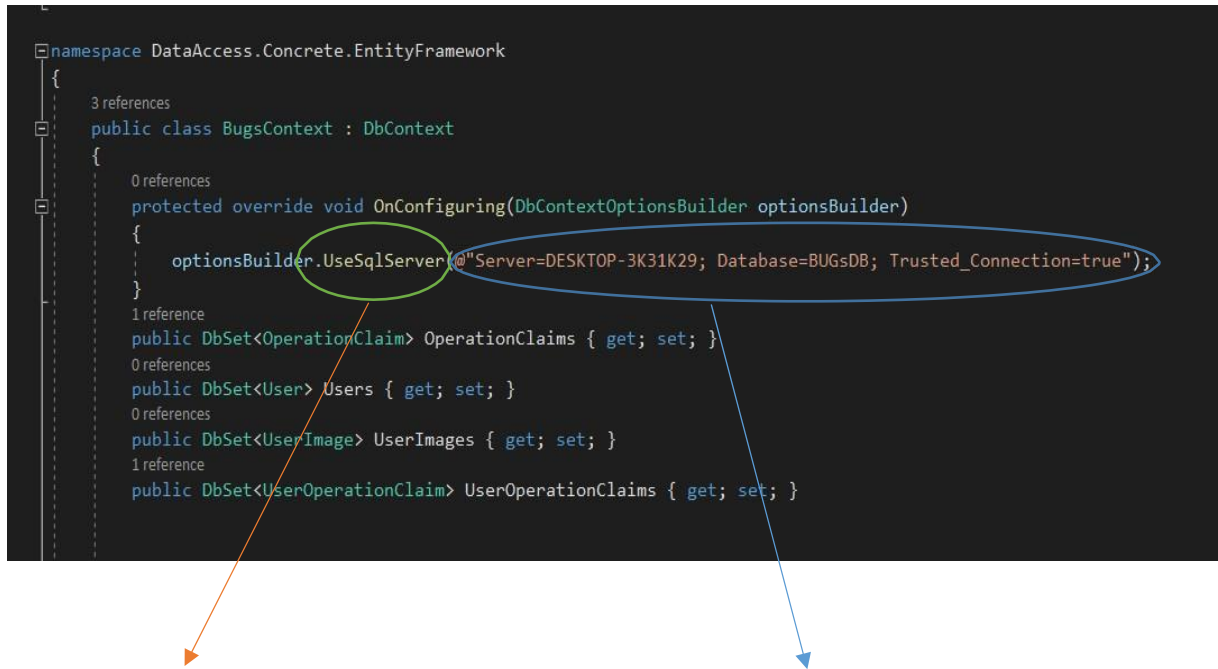 namespace DataAccess.Concrete.EntityFramework
{
3 references
public class BugsContext : DbContext
{
0 references
protected override void OnConfiguring(DbContextOptionsBuilder optionsBuilder)
{
optionsBuilder.UseSqlServer(@"Server=DESKTOP-3K31K29; Database=BUGsDB; Trusted_Connection=true");
}
1 reference
public DbSet<OperationClaim> OperationClaims { get; set; }
0 references
public DbSet<User> Users { get; set; }
0 references
public DbSet<UserImage> UserImages { get; set; }
1 reference
public DbSet<UserOperationClaim> UserOperationClaims { get; set; }